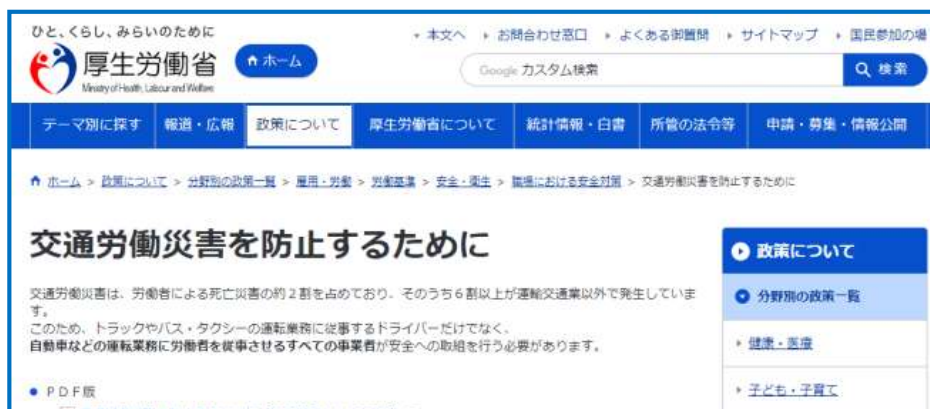 ひと、くらし、みらいのために
厚生労働省
Ministry of Health, Labour and Welfare
ホーム
本文へ お問合わせ窓口 よくある御質問 サイトマップ 国民参加の場
Google カスタム検索
検索
テーマ別に探す 報道・広報 政策について 厚生労働省について 統計情報・白書 所管の法令等 申請・募集・情報公開
ホーム > 政策について > 分野別の政策一覧 > 雇用・労働 > 労働基準 > 安全・衛生 > 職場における安全対策 > 交通労働災害を防止するために
交通労働災害を防止するために
交通労働災害は、労働者による死亡災害の約2割を占めており、そのうち6割以上が運輸交通業以外で発生していま
す。
このため、トラックやバス・タクシーの運転業務に従事するドライバーだけでなく、
自動車などの運転業務に労働者を従事させるすべての事業者が安全への取組を行う必要があります。
PDF版
政策について
分野別の政策一覧
健康・医療
子ども・子育て